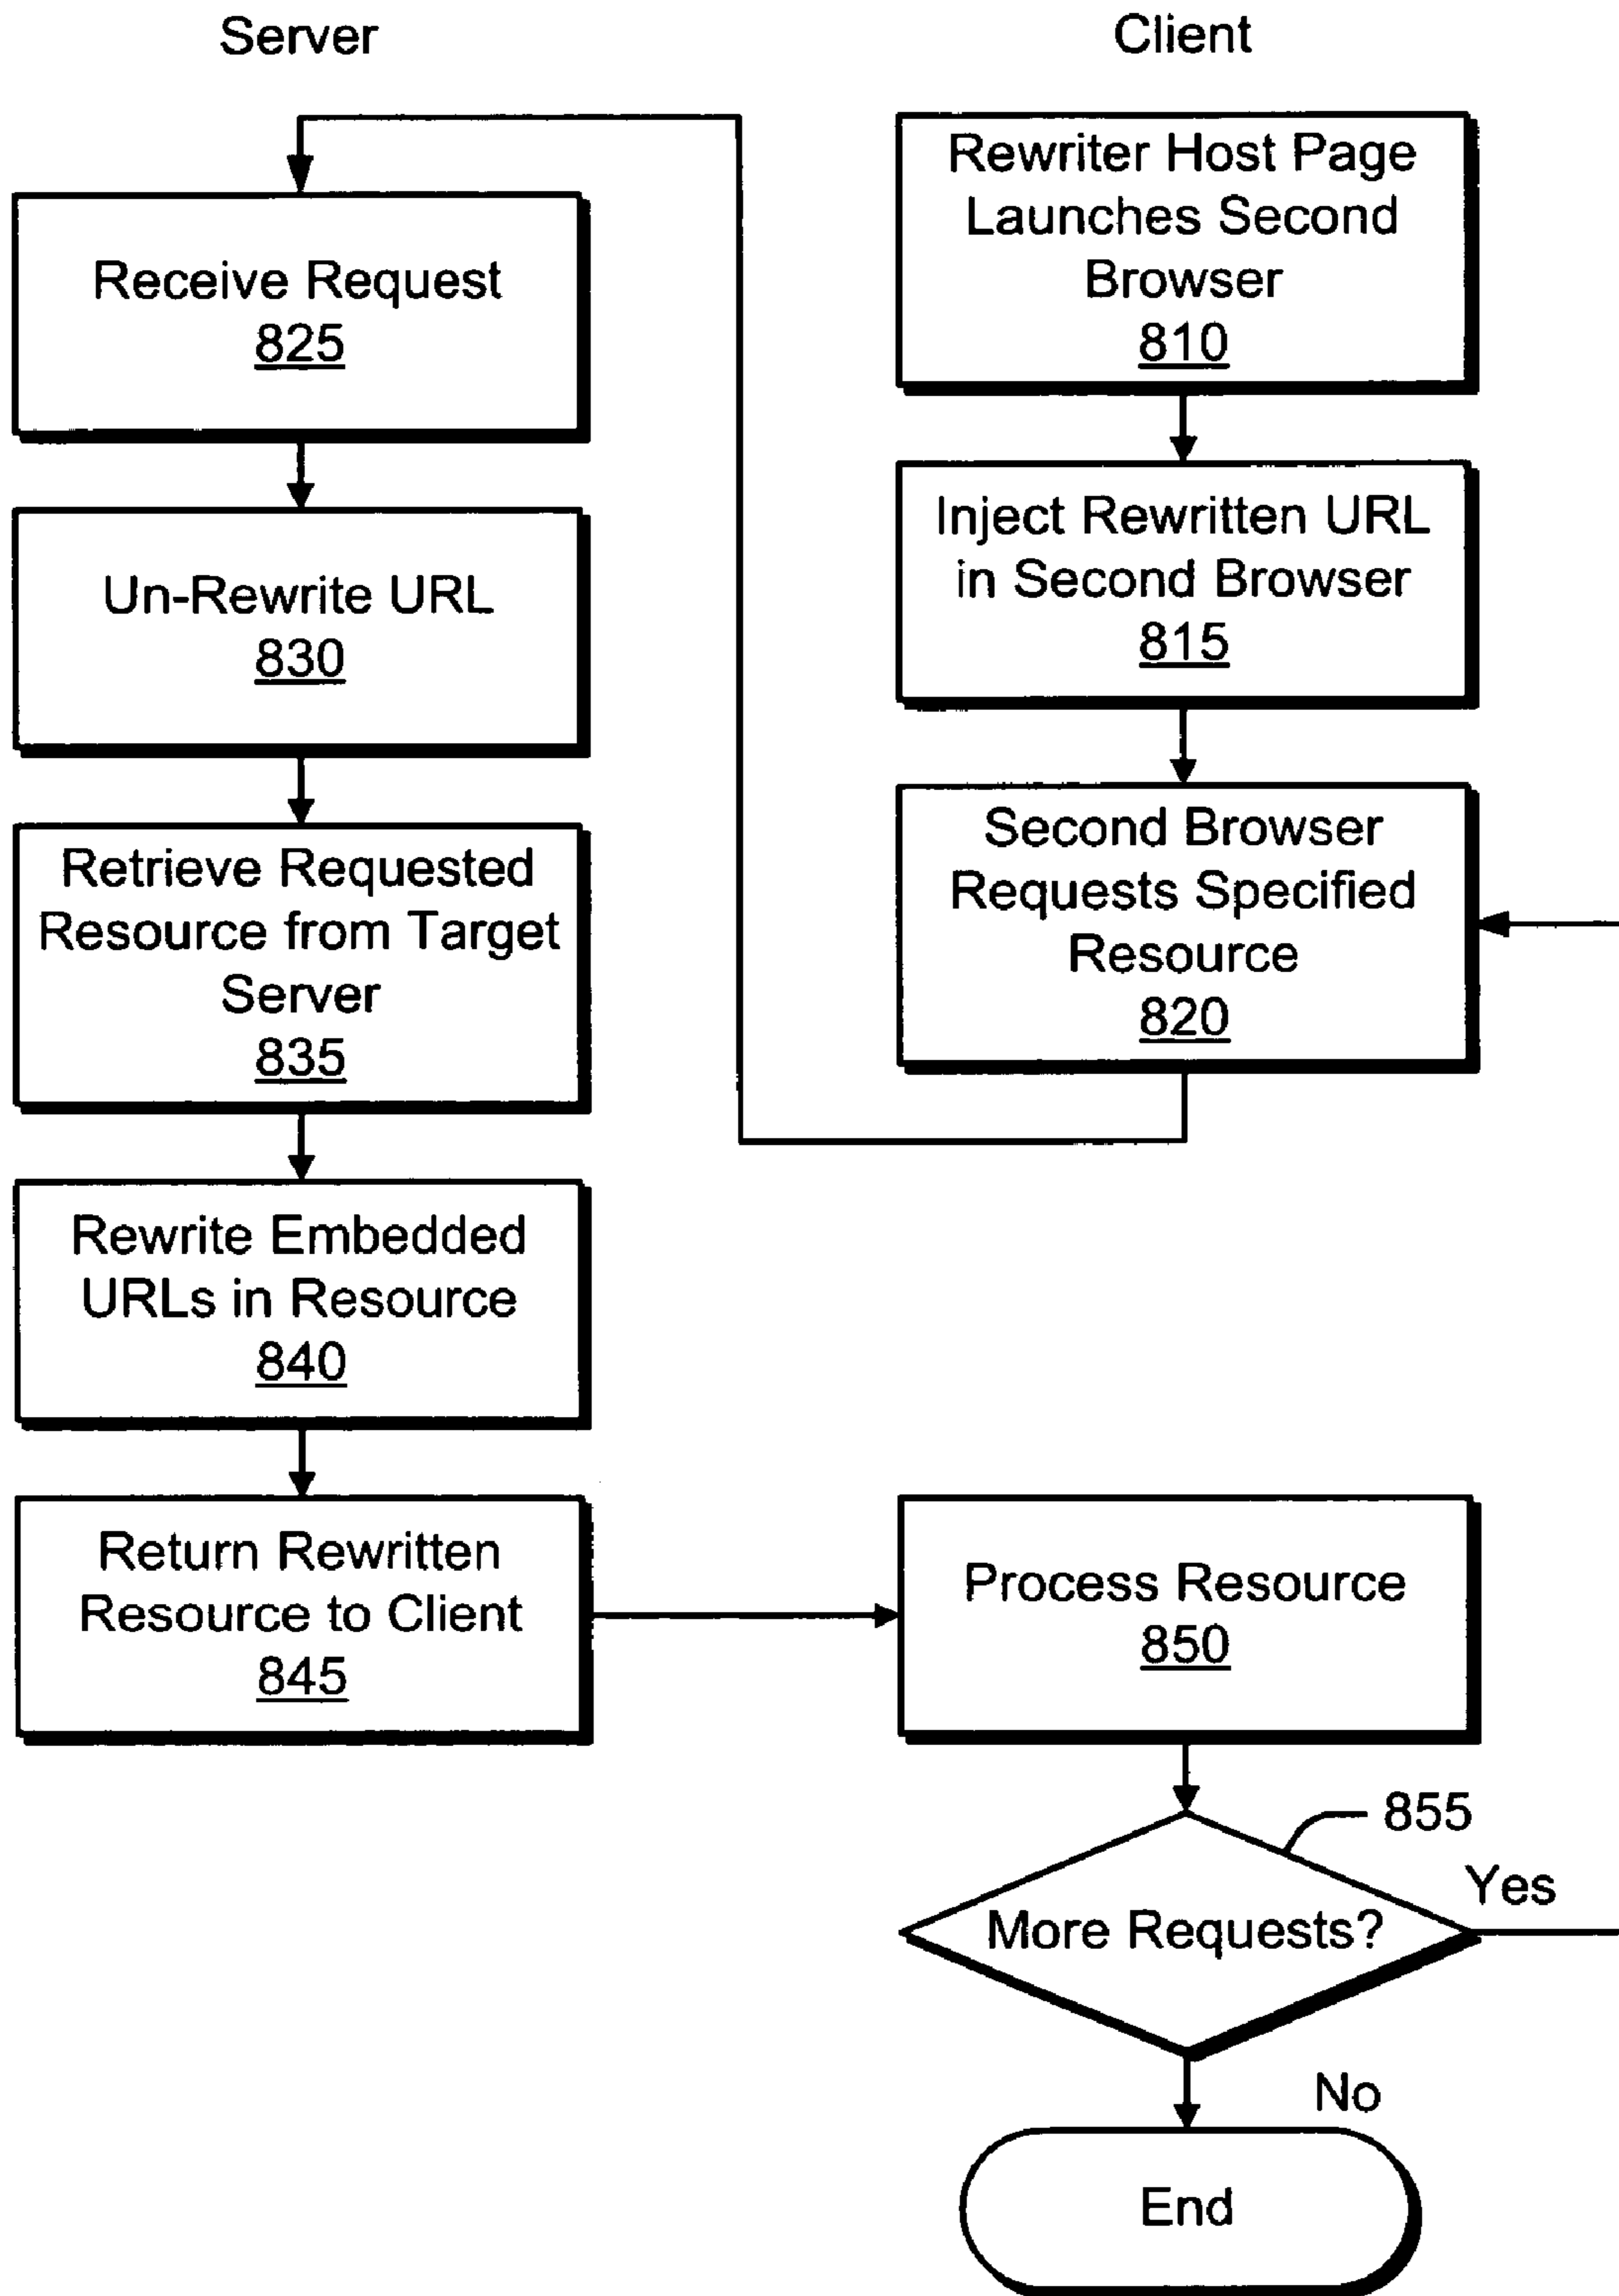 Server
Client
Rewriter Host Page
Launches Second
Browser
810
Inject Rewritten URL
in Second Browser
815
Second Browser
Requests Specified
Resource
820
Receive Request
825
Un-Rewrite URL
830
Retrieve Requested
Resource from Target
Server
835
Rewrite Embedded
URLs in Resource
840
Return Rewritten
Resource to Client
845
Process Resource
850
855
More Requests?
Yes
No
End